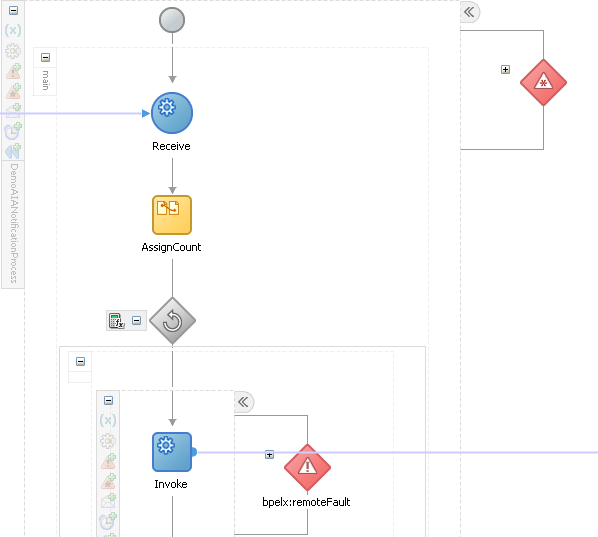 main
Receive
DemoAIANotificationProcess
AssignCount
Invoke
bpelx:remoteFault